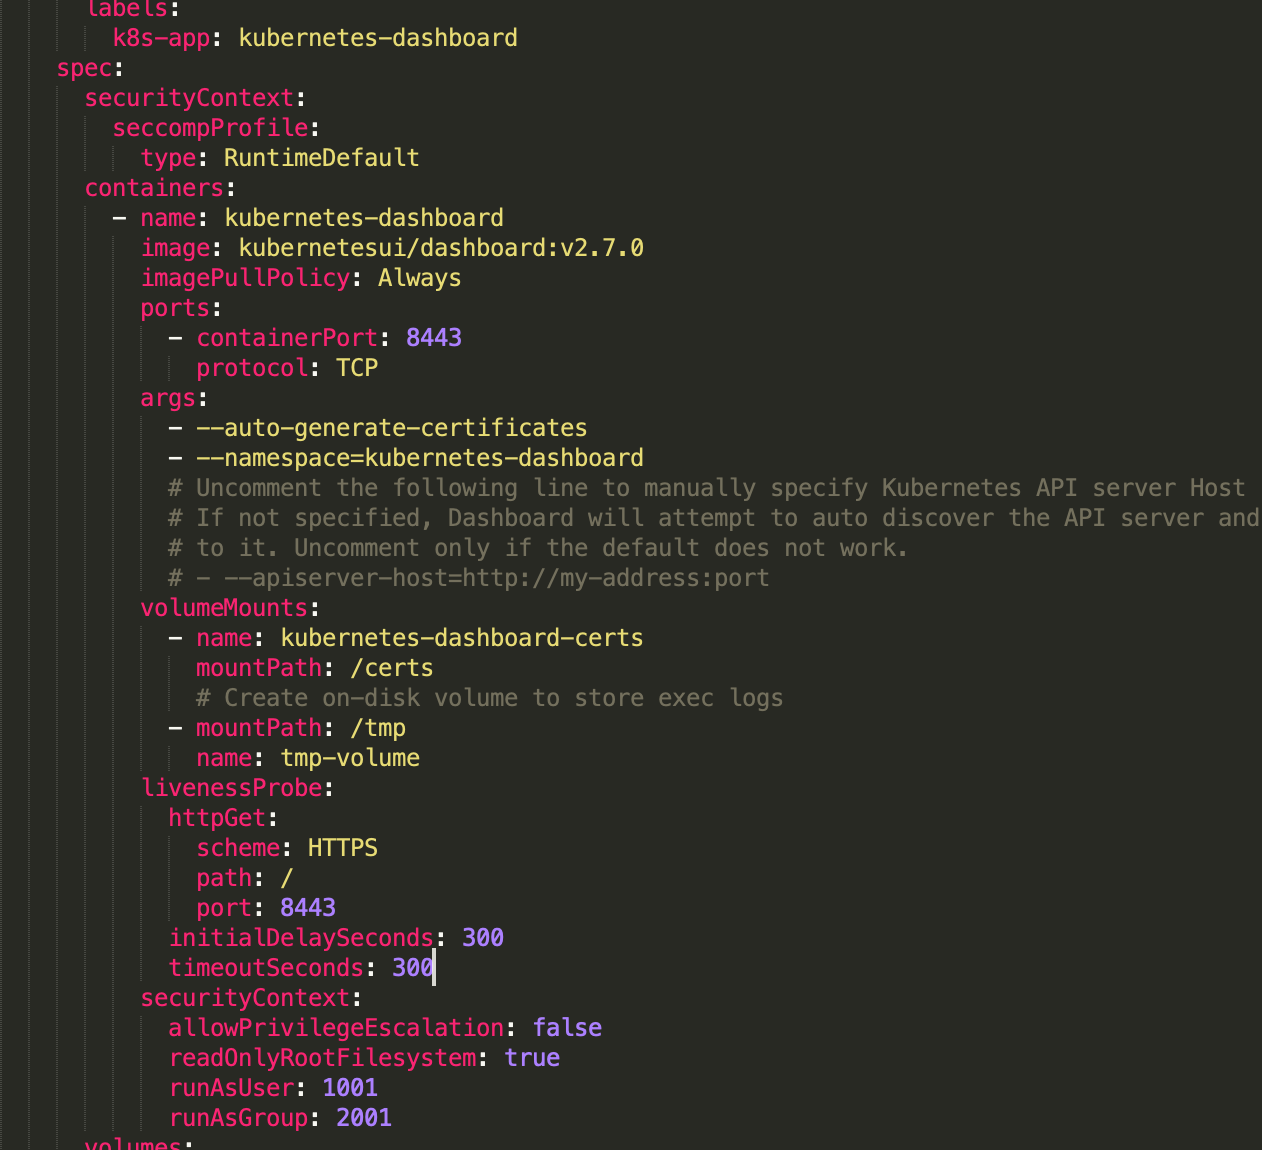 labels:
k8s-app: kubernetes-dashboard
spec:
securityContext:
seccompProfile:
type: RuntimeDefault
containers:
- name: kubernetes-dashboard
image: kubernetesui/dashboard:v2.7.0
imagePullPolicy: Always
ports:
- containerPort: 8443
protocol: TCP
args:
- --auto-generate-certificates
- --namespace=kubernetes-dashboard
# Uncomment the following line to manually specify Kubernetes API server Host
# If not specified, Dashboard will attempt to auto discover the API server and
# to it. Uncomment only if the default does not work.
# - --apiserver-host=http://my-address:port
volumeMounts:
- name: kubernetes-dashboard-certs
mountPath: /certs
# Create on-disk volume to store exec logs
- mountPath: /tmp
name: tmp-volume
livenessProbe:
httpGet:
scheme: HTTPS
path: /
port: 8443
initialDelaySeconds: 300
timeoutSeconds: 300
securityContext:
allowPrivilegeEscalation: false
readOnlyRootFilesystem: true
runAsUser: 1001
runAsGroup: 2001
volumes: